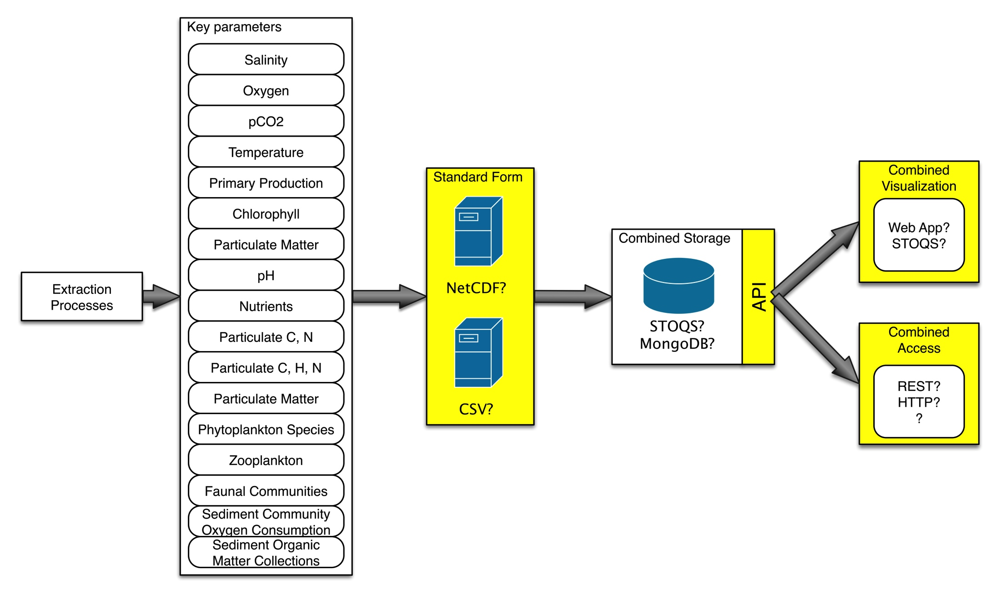 Extraction
Processes
Key parameters
Salinity
Oxygen
pCO2
Temperature
Primary Production
Chlorophyll
Particulate Matter
pH
Nutrients
Particulate C, N
Particulate C, H, N
Particulate Matter
Phytoplankton Species
Zooplankton
Faunal Communities
Sediment Community
Oxygen Consumption
Sediment Organic
Matter Collections
Standard Form
NetCDF?
CSV?
Combined Storage
STOQS?
MongoDB?
API
Combined
Visualization
Web App?
STOQS?
Combined
Access
REST?
HTTP?
?